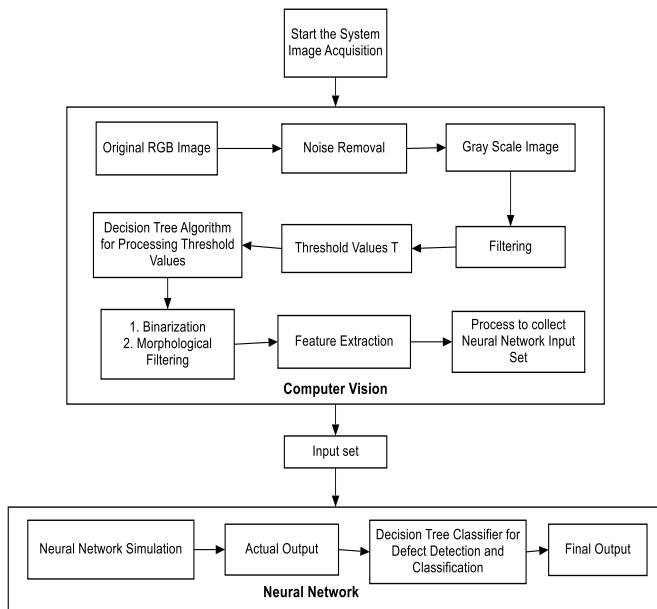 Start the System
Image Acquisition
Original RGB Image
Noise Removal
Gray Scale Image
Decision Tree Algorithm
for Processing Threshold
Values
Threshold Values T
Filtering
1. Binarization
2. Morphological
Filtering
Feature Extraction
Process to collect
Neural Network Input
Set
Computer Vision
Input set
Neural Network Simulation
Actual Output
Decision Tree Classifier for
Defect Detection and
Classification
Final Output
Neural Network